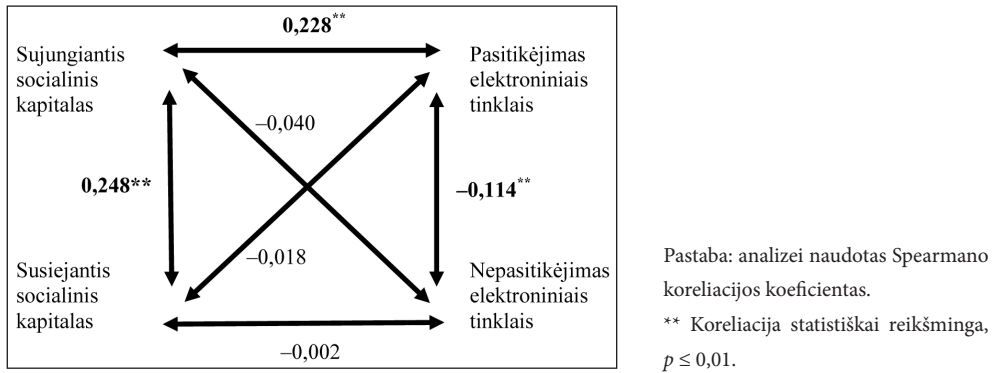 0,228**
Sujungiantis
socialinis
kapitalas
Pasitikėjimas
elektroniniais
tinklais
–0,040
0,248**
–0,114**
–0,018
Susiejantis
socialinis
kapitalas
Nepasitikėjimas
elektroniniais
tinklais
–0,002
Pastaba: analizei naudotas Spearmano
koreliacijos koeficientas.
** Koreliacija statistiškai reikšminga,
p ≤ 0,01.